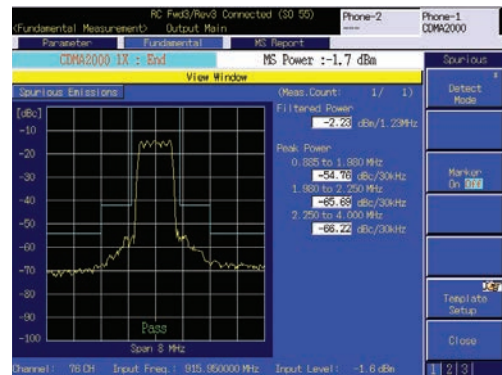 RC Fwd3/Rev3 Connected (SO 55)
<Fundamental Measurement> Output Main
Phone-2
----
Phone-1
CDMA2000
Parameter
Fundamental
MS Report
CDMA2000 1X : End
MS Power :-1.7 dBm
Spurious
View Window
Spurious Emissions
(Meas.Count: 1/ 1)
[dBc]
-10
-20
-30
-40
-50
-60
-70
-80
-90
-100
Pass
Span 8 MHz
Filtered Power
-2.23 dBm/1.23MHz
Peak Power
0.885 to 1.980 MHz
-54.76 dBc/30kHz
1.980 to 2.250 MHz
-65.69 dBc/30kHz
2.250 to 4.000 MHz
-66.22 dBc/30kHz
*
Detect
Mode
Marker
On Off
Template
Setup
Close
Channel : 76 CH Input Freq.: 915.950000 MHz Input Level: -1.6 dBm
1 2 3